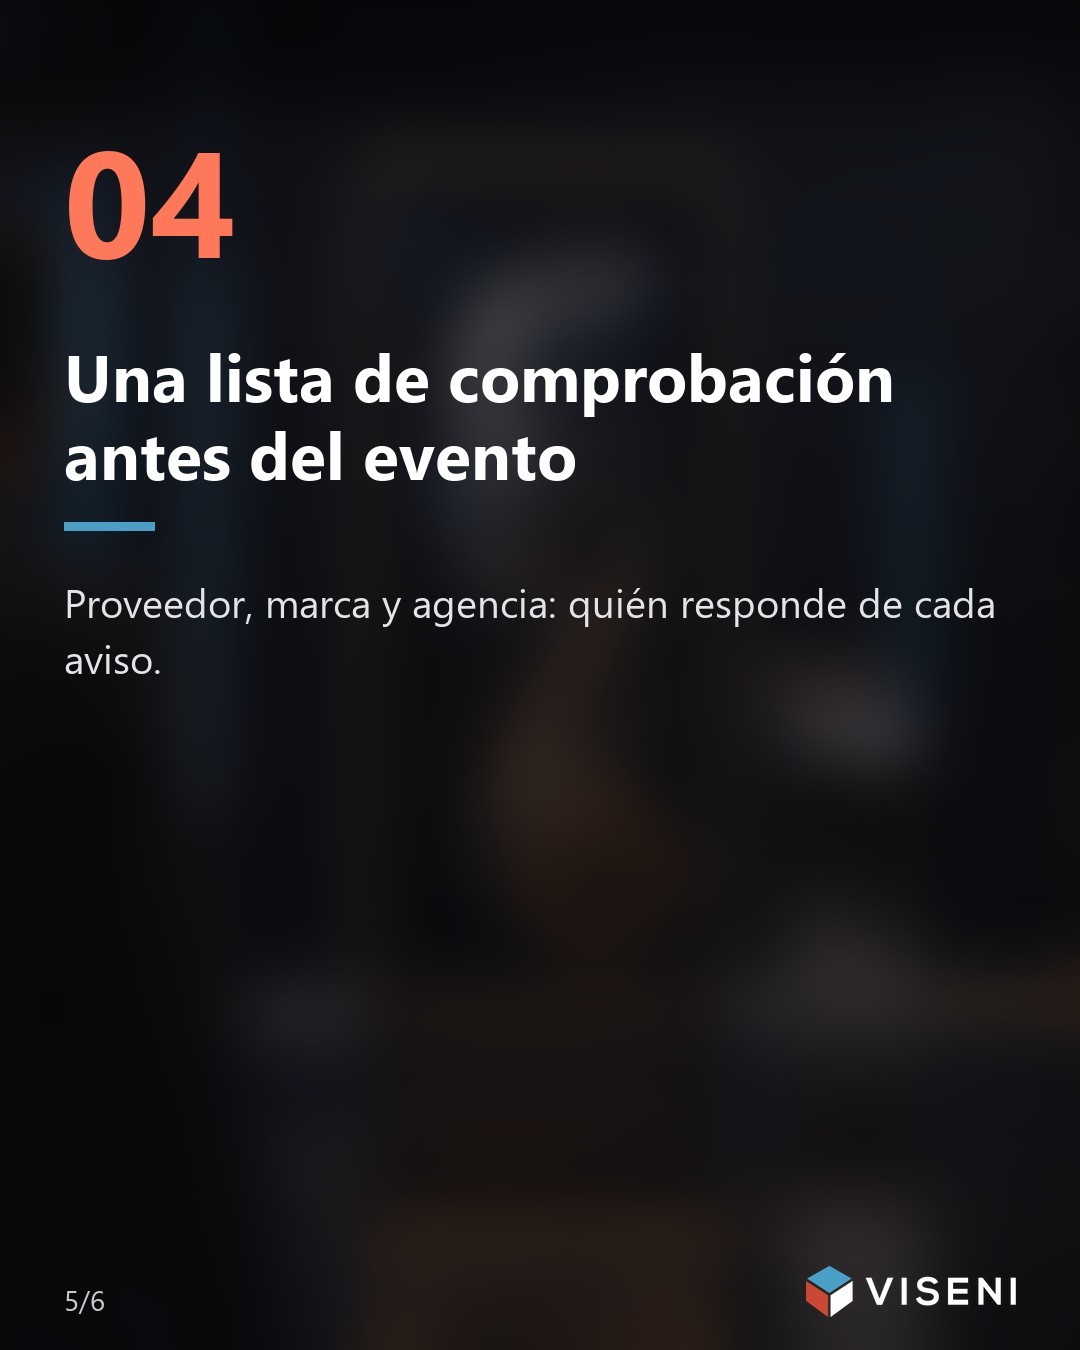 04
Una lista de comprobación
antes del evento
Proveedor, marca y agencia: quién responde de cada
aviso.
5/6
VISENI